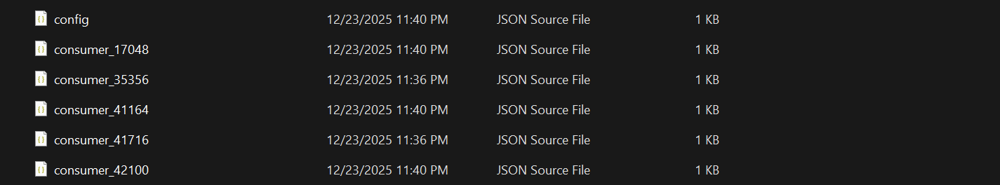 config 12/23/2025 11:40 PM JSON Source File 1 KB
consumer_17048 12/23/2025 11:40 PM JSON Source File 1 KB
consumer_35356 12/23/2025 11:36 PM JSON Source File 1 KB
consumer_41164 12/23/2025 11:40 PM JSON Source File 1 KB
consumer_41716 12/23/2025 11:36 PM JSON Source File 1 KB
consumer_42100 12/23/2025 11:40 PM JSON Source File 1 KB